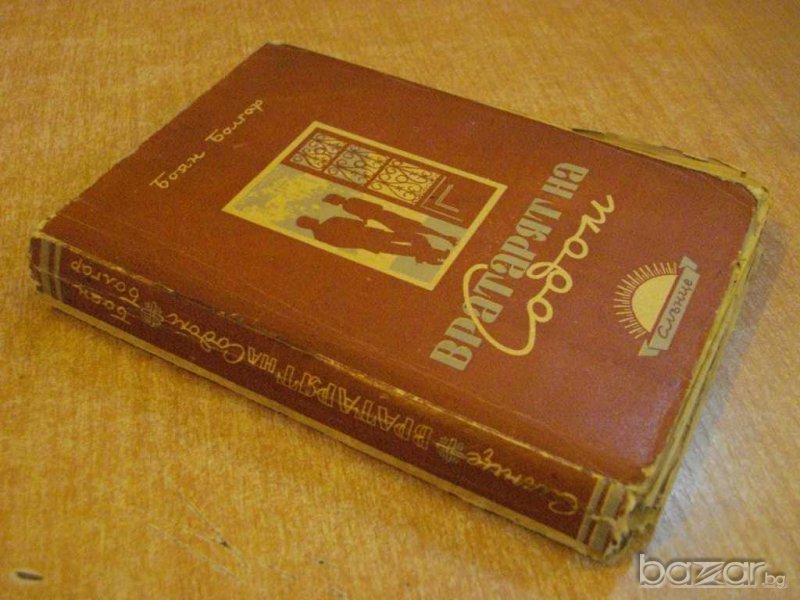 Боян Болгар
ВРАТАРЯТ НА
Содом
Слънце
Боян Болгар
ВРАТАРЯТ НА Содом
Слънце
bazar.bg